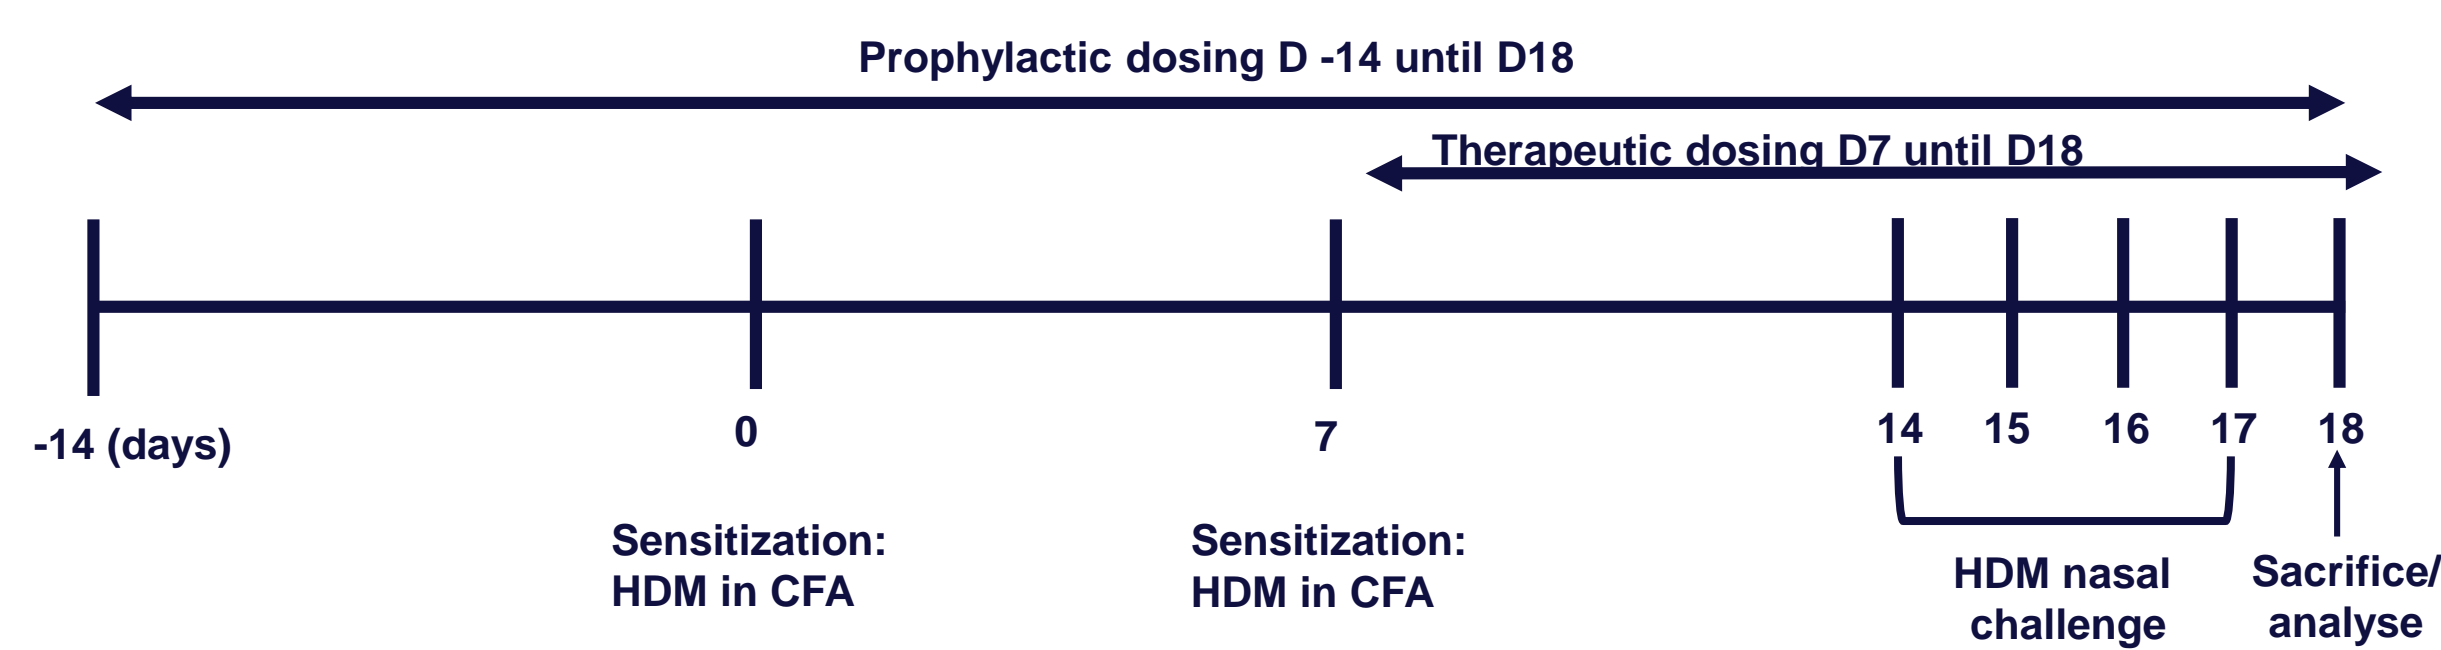 Prophylactic dosing D -14 until D18
Therapeutic dosing D7 until D18
-14 (days)
0
7
14
15
16
17
18
Sensitization:
HDM in CFA
Sensitization:
HDM in CFA
HDM nasal
challenge
Sacrifice/
analyse